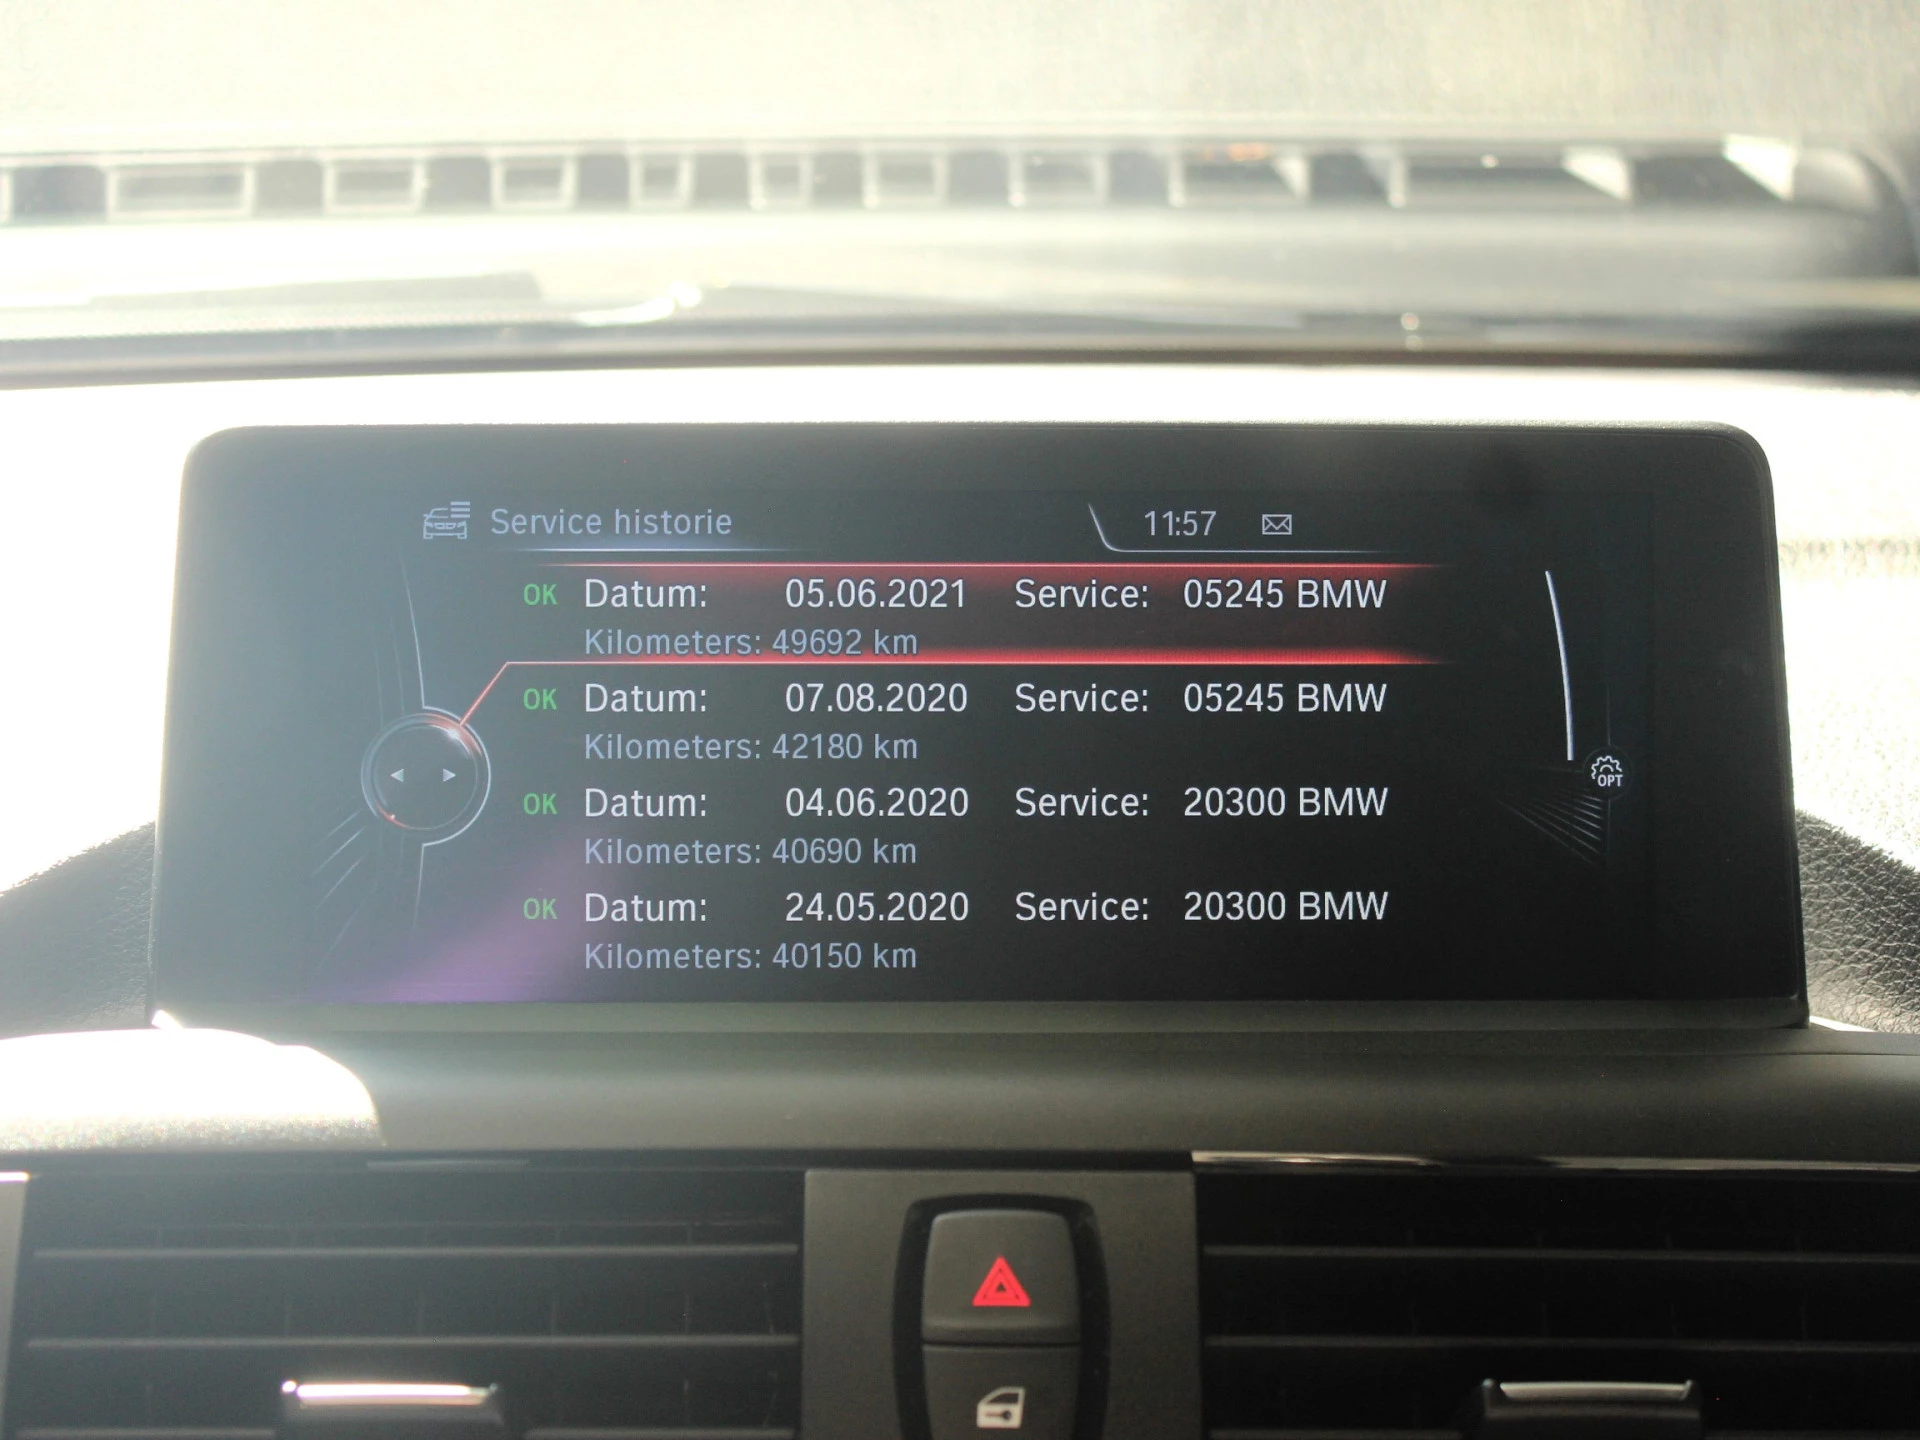 Service historie 11:57
OK Datum: 05.06.2021 Service: 05245 BMW
Kilometers: 49692 km
OK Datum: 07.08.2020 Service: 05245 BMW
Kilometers: 42180 km
OK Datum: 04.06.2020 Service: 20300 BMW
Kilometers: 40690 km
OK Datum: 24.05.2020 Service: 20300 BMW
Kilometers: 40150 km
OPT